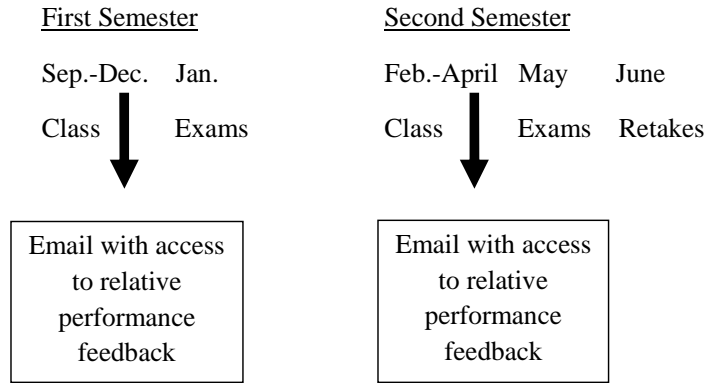 First Semester
Second Semester
Sep.-Dec. Jan.
Feb.-April May June
Class Exams
Class Exams Retakes
Email with access
to relative
performance
feedback
Email with access
to relative
performance
feedback